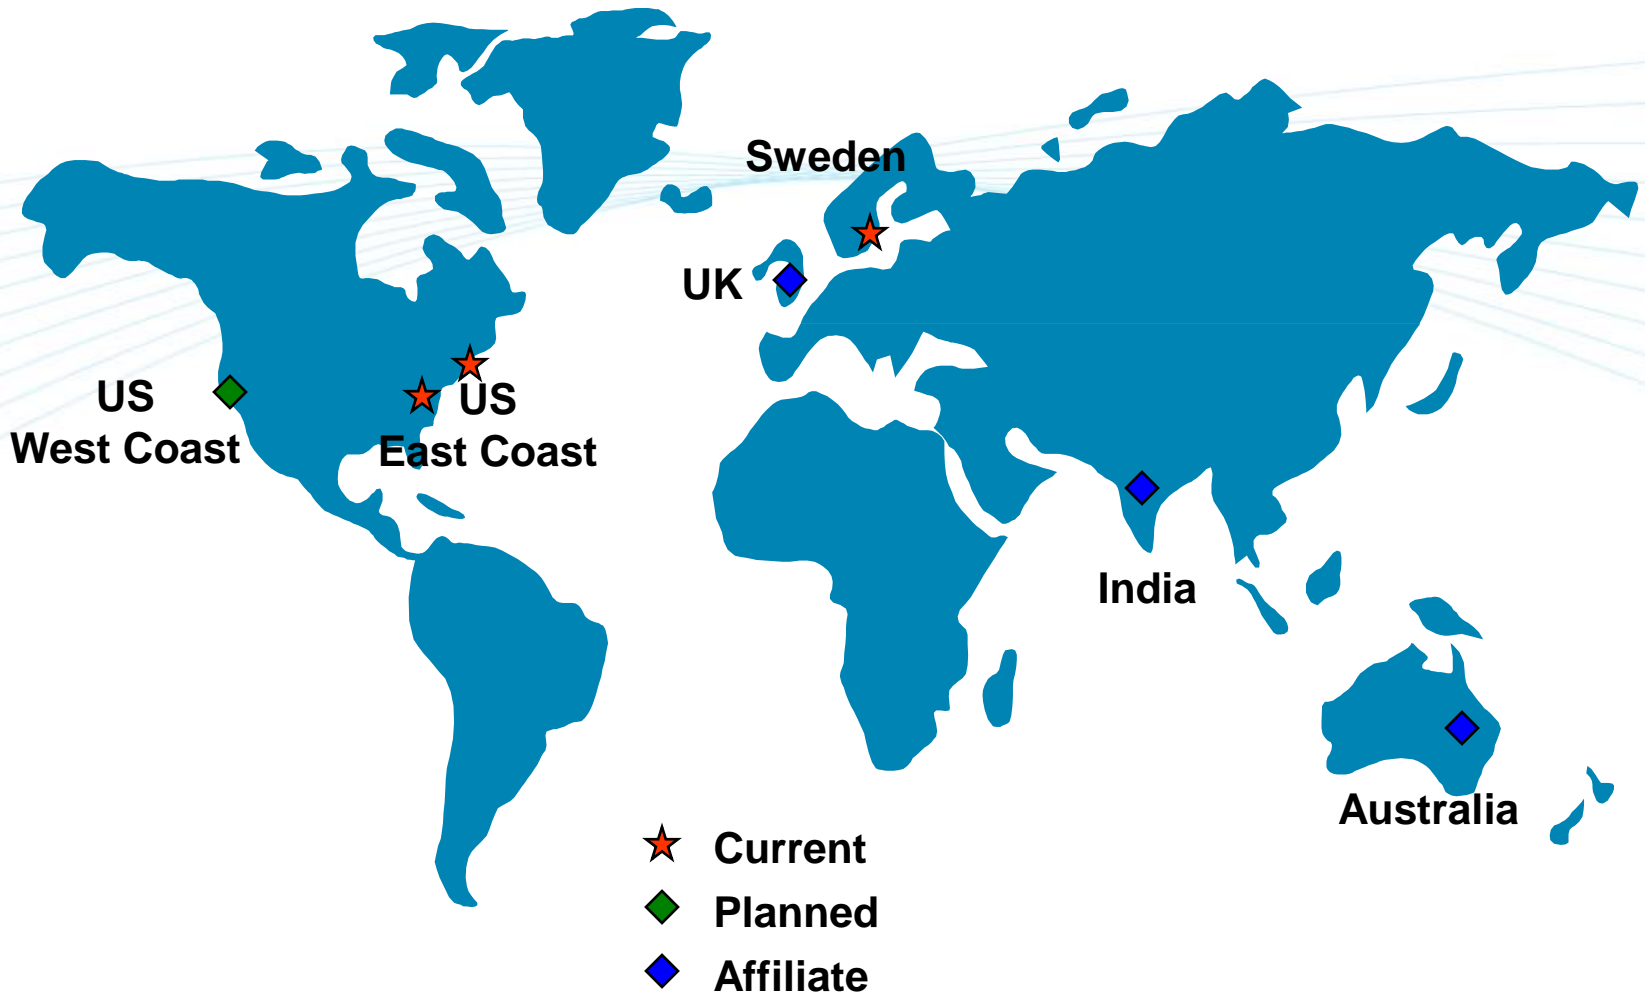 Sweden
UK
US
West Coast
US
East Coast
India
Australia
Current
Planned
Affiliate